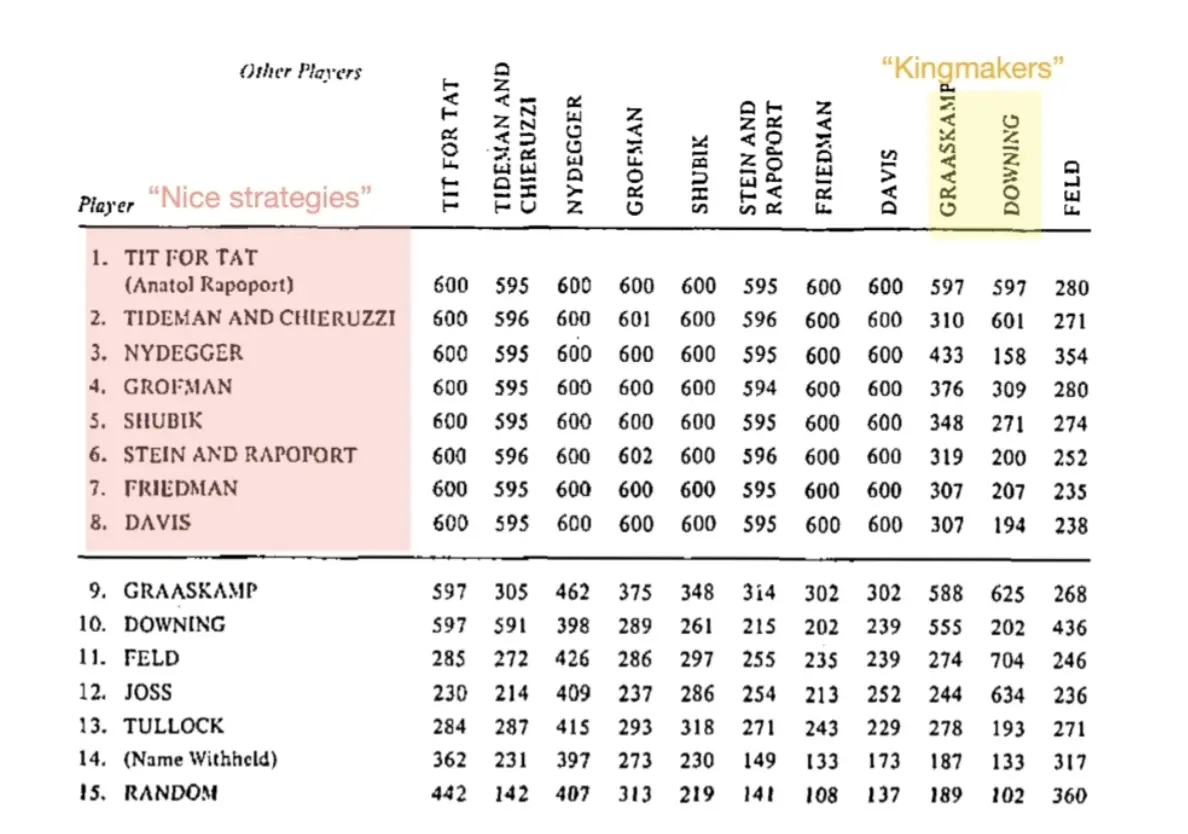 Other Players
"Kingmakers"
TIT FOR TAT
TIDEMAN AND
CHIERUZZI
NYDEGGER
GROFMAN
SHUBIK
STEIN AND
RAPOPORT
FRIEDMAN
DAVIS
GRAASKAMP
DOWNING
FELD
Player "Nice strategies"
1. TIT FOR TAT
(Anatol Rapoport) 600 595 600 600 600 595 600 600 597 597 280
2. TIDEMAN AND CHIERUZZI 600 596 600 601 600 596 600 600 310 601 271
3. NYDEGGER 600 595 600 600 600 595 600 600 433 158 354
4. GROFMAN 600 595 600 600 600 594 600 600 376 309 280
5. SHUBIK 600 595 600 600 600 595 600 600 348 271 274
6. STEIN AND RAPOPORT 600 596 600 602 600 596 600 600 319 200 252
7. FRIEDMAN 600 595 600 600 600 595 600 600 307 207 235
8. DAVIS 600 595 600 600 600 595 600 600 307 194 238
9. GRAASKAMP 597 305 462 375 348 314 302 302 588 625 268
10. DOWNING 597 591 398 289 261 215 202 239 555 202 436
11. FELD 285 272 426 286 297 255 235 239 274 704 246
12. JOSS 230 214 409 237 286 254 213 252 244 634 236
13. TULLOCK 284 287 415 293 318 271 243 229 278 193 271
14. (Name Withheld) 362 231 397 273 230 149 133 173 187 133 317
15. RANDOM 442 142 407 313 219 141 108 137 189 102 360